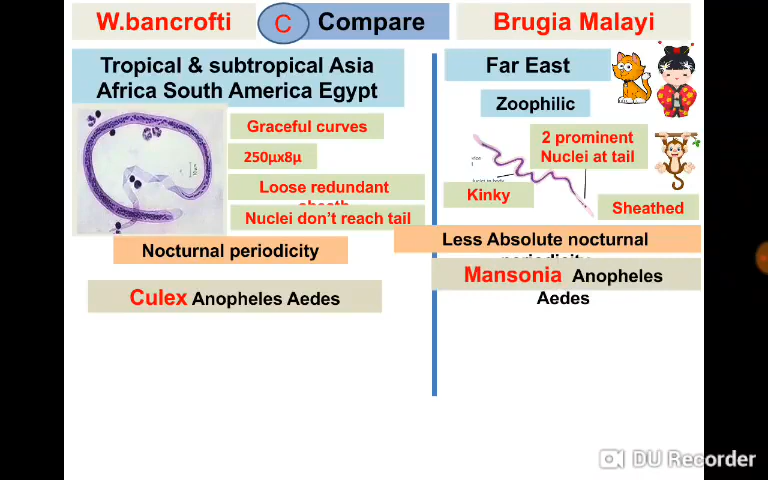 W.bancrofti
C
Compare
Brugia Malayi
Tropical & subtropical Asia
Africa South America Egypt
Graceful curves
250µx8µ
Loose redundant
Nuclei don't reach tail
Nocturnal periodicity
Culex Anopheles Aedes
Far East
Zoophilic
2 prominent
Nuclei at tail
Kinky
Sheathed
Less Absolute nocturnal
periodicity
Mansonia Anopheles
Aedes
DU Recorder